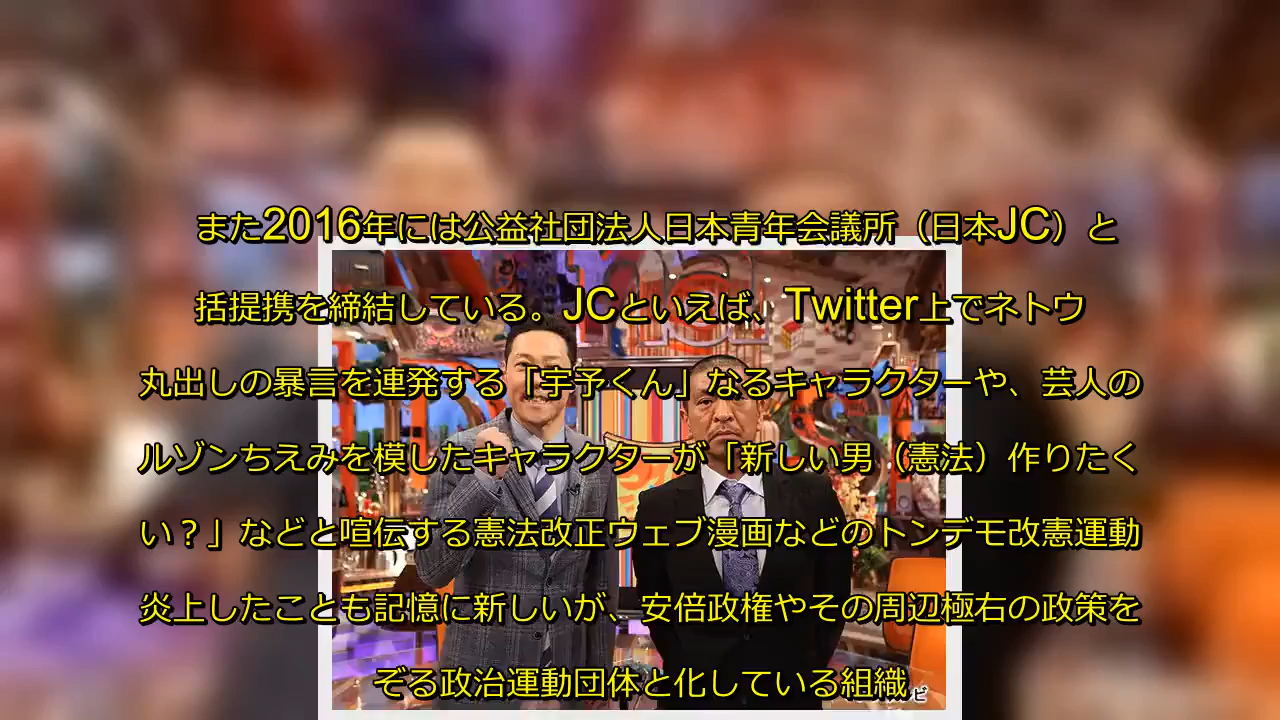 また2016年には公益社団法人日本青年会議所（日本JC）と
括提携を締結している。JCといえば、Twitter上でネトウ
丸出しの暴言を連発する「宇予くん」なるキャラクターや、芸人の
ルゾンちえみを模したキャラクターが「新しい男（憲法）作りたく
い？」などと喧伝する憲法改正ウェブ漫画などのトンデモ改憲運動
炎上したことも記憶に新しいが、安倍政権やその周辺極右の政策を
ぞる政治運動団体と化している組織